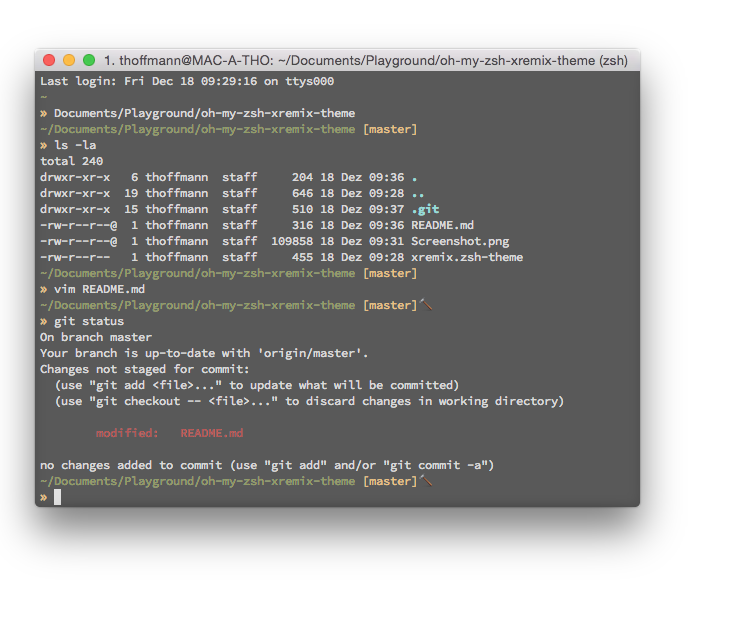 1. thoffmann@MAC-A-THO: ~/Documents/Playground/oh-my-zsh-xremix-theme (zsh)
Last login: Fri Dec 18 09:29:16 on ttys000
~
» Documents/Playground/oh-my-zsh-xremix-theme
~/Documents/Playground/oh-my-zsh-xremix-theme [master]
» ls -la
total 240
drwxr-xr-x   6 thoffmann  staff     204 18 Dez 09:36 .
drwxr-xr-x  19 thoffmann  staff     646 18 Dez 09:28 ..
drwxr-xr-x  15 thoffmann  staff     510 18 Dez 09:37 .git
-rw-r--r--@  1 thoffmann  staff     316 18 Dez 09:36 README.md
-rw-r--r--@  1 thoffmann  staff  109858 18 Dez 09:31 Screenshot.png
-rw-r--r--   1 thoffmann  staff     455 18 Dez 09:28 xremix.zsh-theme
~/Documents/Playground/oh-my-zsh-xremix-theme [master]
» vim README.md
~/Documents/Playground/oh-my-zsh-xremix-theme [master]🔨
» git status
On branch master
Your branch is up-to-date with 'origin/master'.
Changes not staged for commit:
  (use "git add <file>..." to update what will be committed)
  (use "git checkout -- <file>..." to discard changes in working directory)
        modified:   README.md
no changes added to commit (use "git add" and/or "git commit -a")
~/Documents/Playground/oh-my-zsh-xremix-theme [master]🔨
»